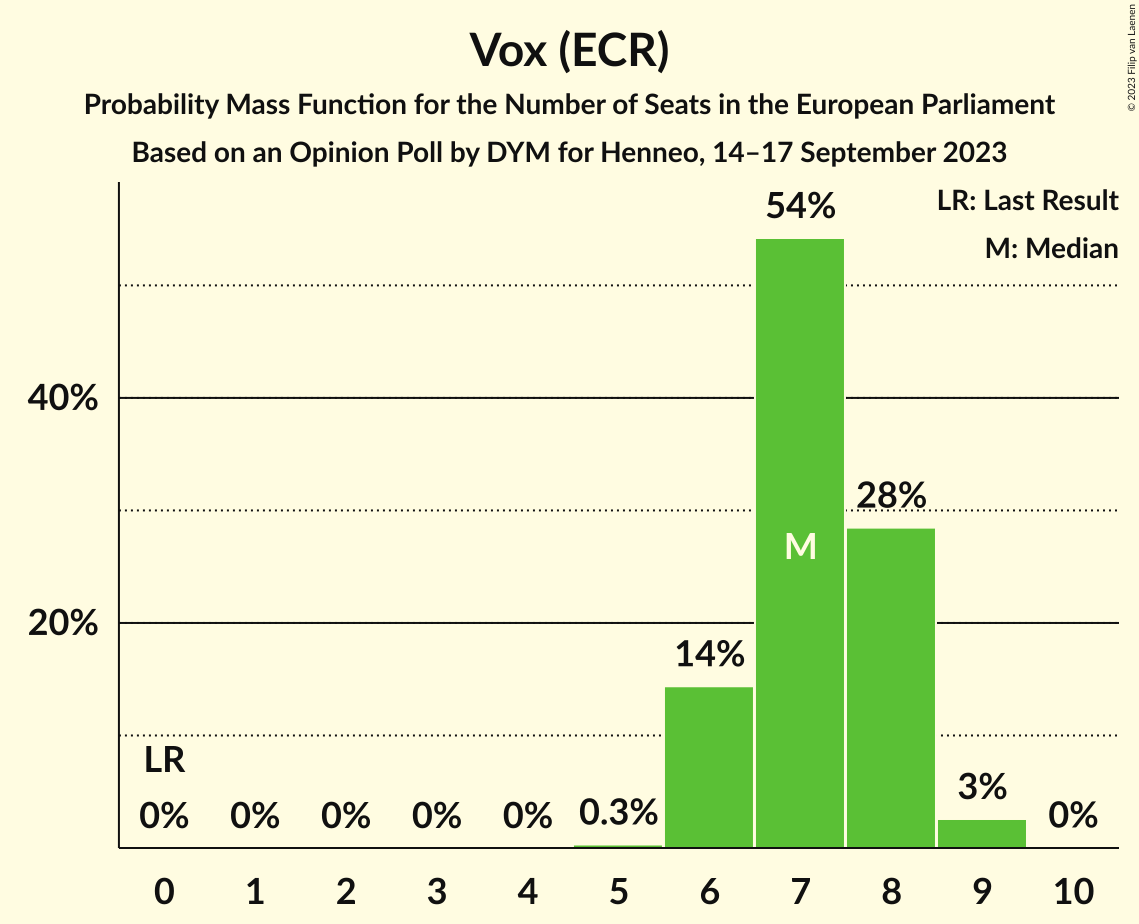 Vox (ECR)
Probability Mass Function for the Number of Seats in the European Parliament
Based on an Opinion Poll by DYM for Henneo, 14–17 September 2023
© 2023 Filip van Laenen
LR: Last Result
M: Median
54%
40%
28%
M
20%
14%
LR
0% 0% 0% 0% 0% 0.3% 3% 0%
0 1 2 3 4 5 6 7 8 9 10